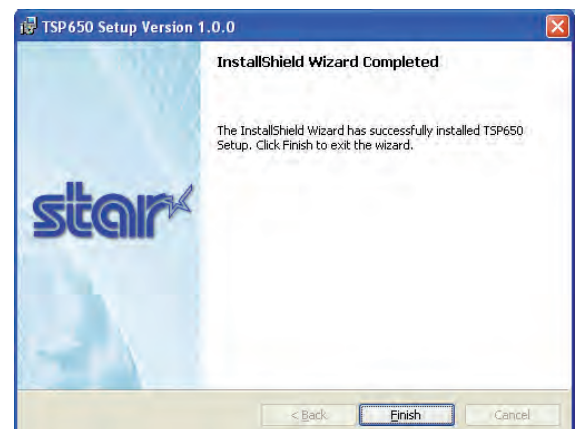 TSP650 Setup Version 1.0.0
InstallShield Wizard Completed
The InstallShield Wizard has successfully installed TSP650
Setup. Click Finish to exit the wizard.
star
< Back
Finish
Cancel